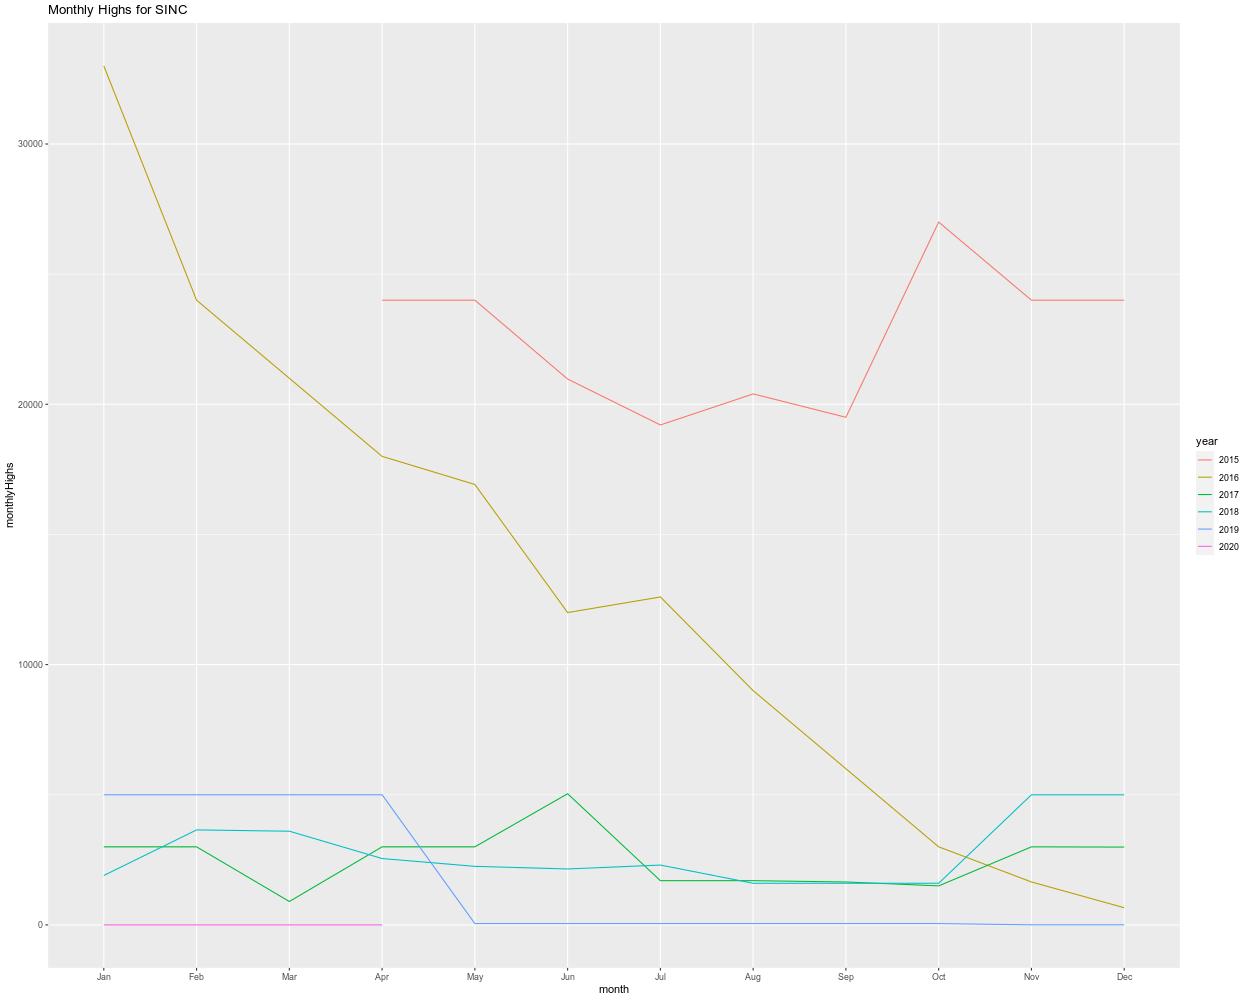 Monthly Highs for SINC
monthlyHighs
30000
20000
10000
0
Jan Feb Mar Apr May Jun Jul Aug Sep Oct Nov Dec
month
year
2015
2016
2017
2018
2019
2020